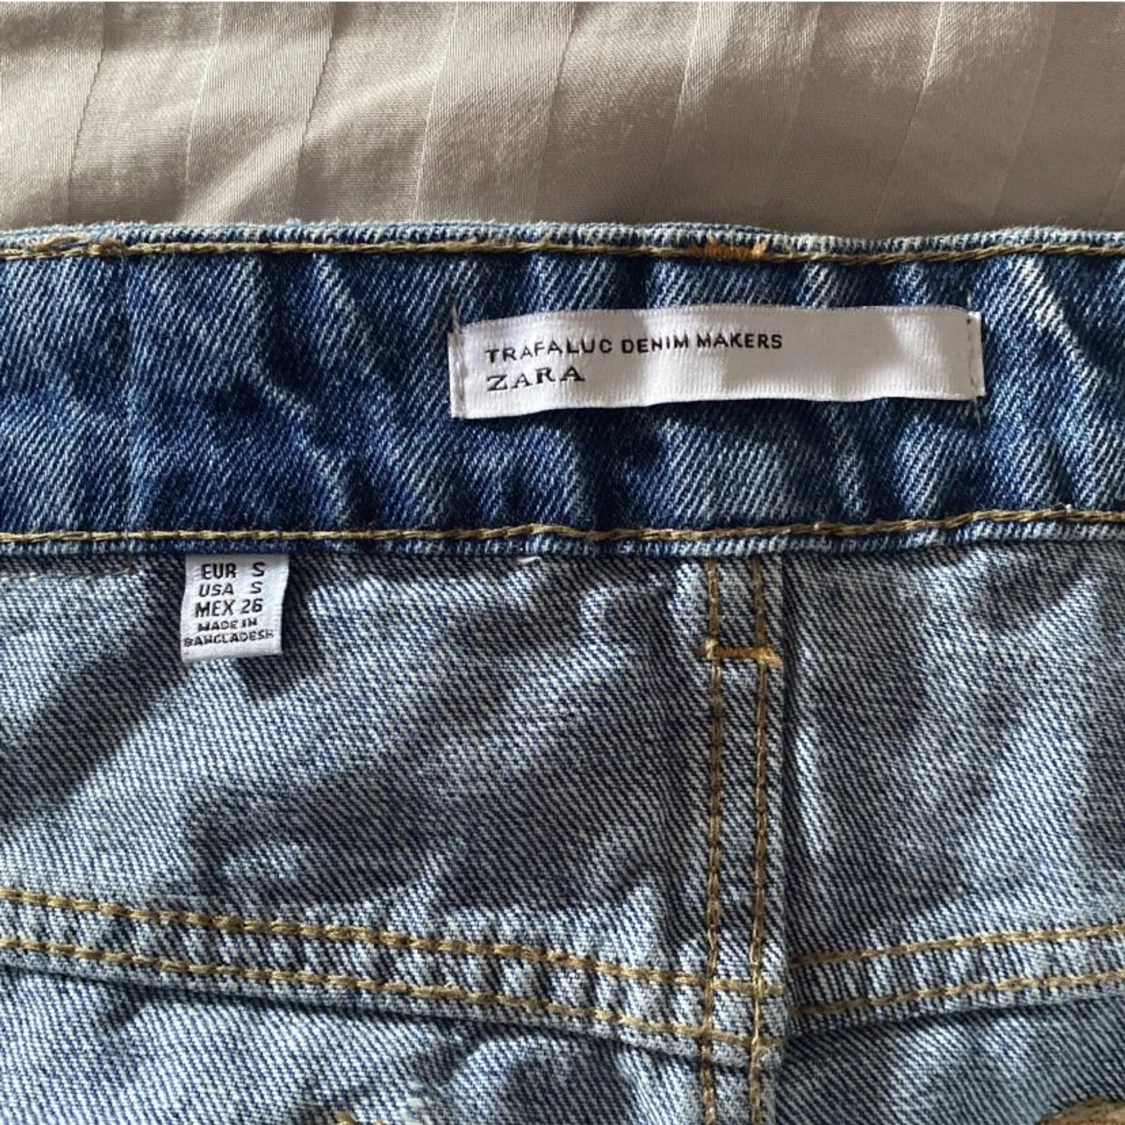 TRAFALUC DENIM MAKERS
ZARA
EUR S
USA S
MEX 26
MADE IN
BANGLADESH